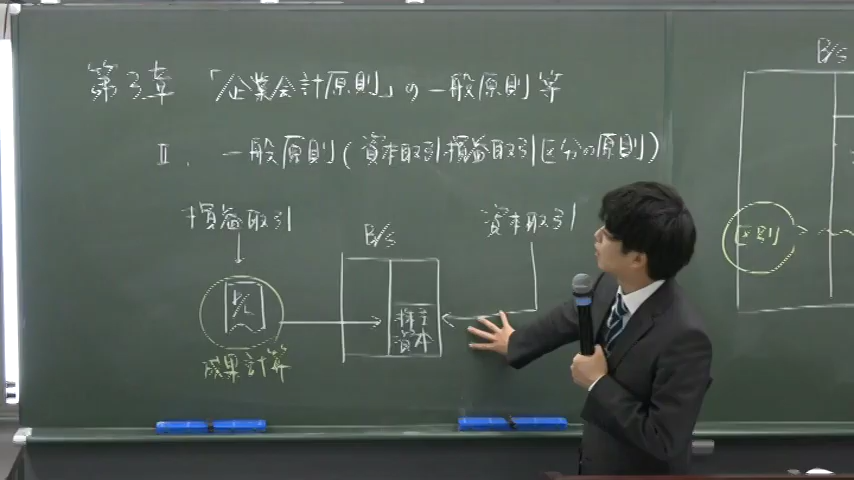 第3章 「企業会計原則」の一般原則等
Ⅱ. 一般原則(資本取引損益取引区分の原則)
損益取引
B/S
資本取引
P/L
株主
資本
成果計算
B/S
区別